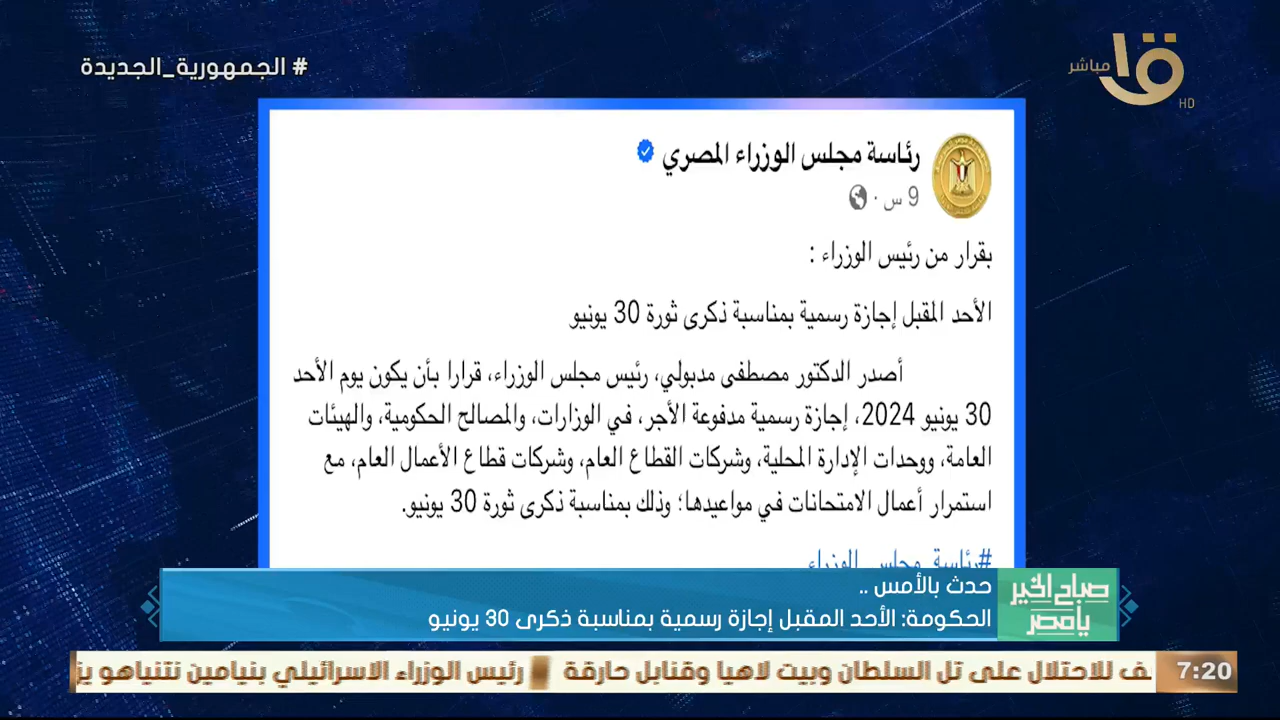 # الجمهورية_الجديدة
مباشر
HD
رئاسة مجلس الوزراء المصري
9 س ·
بقرار من رئيس الوزراء :
الأحد المقبل إجازة رسمية بمناسبة ذكرى ثورة 30 يونيو
أصدر الدكتور مصطفى مدبولي، رئيس مجلس الوزراء، قرارا بأن يكون يوم الأحد
30 يونيو 2024، إجازة رسمية مدفوعة الأجر، في الوزارات، والمصالح الحكومية، والهيئات
العامة، ووحدات الإدارة المحلية، وشركات القطاع العام، وشركات قطاع الأعمال العام، مع
استمرار أعمال الامتحانات في مواعيدها؛ وذلك بمناسبة ذكرى ثورة 30 يونيو.
#رئاسة_مجلس_الوزراء
حدث بالأمس ..
الحكومة: الأحد المقبل إجازة رسمية بمناسبة ذكرى 30 يونيو
صباح الخير
يا مصر
للاحتلال على تل السلطان وبيت لاهيا وقنابل حارقة
رئيس الوزراء الاسرائيلي بنيامين نتنياهو
7:20